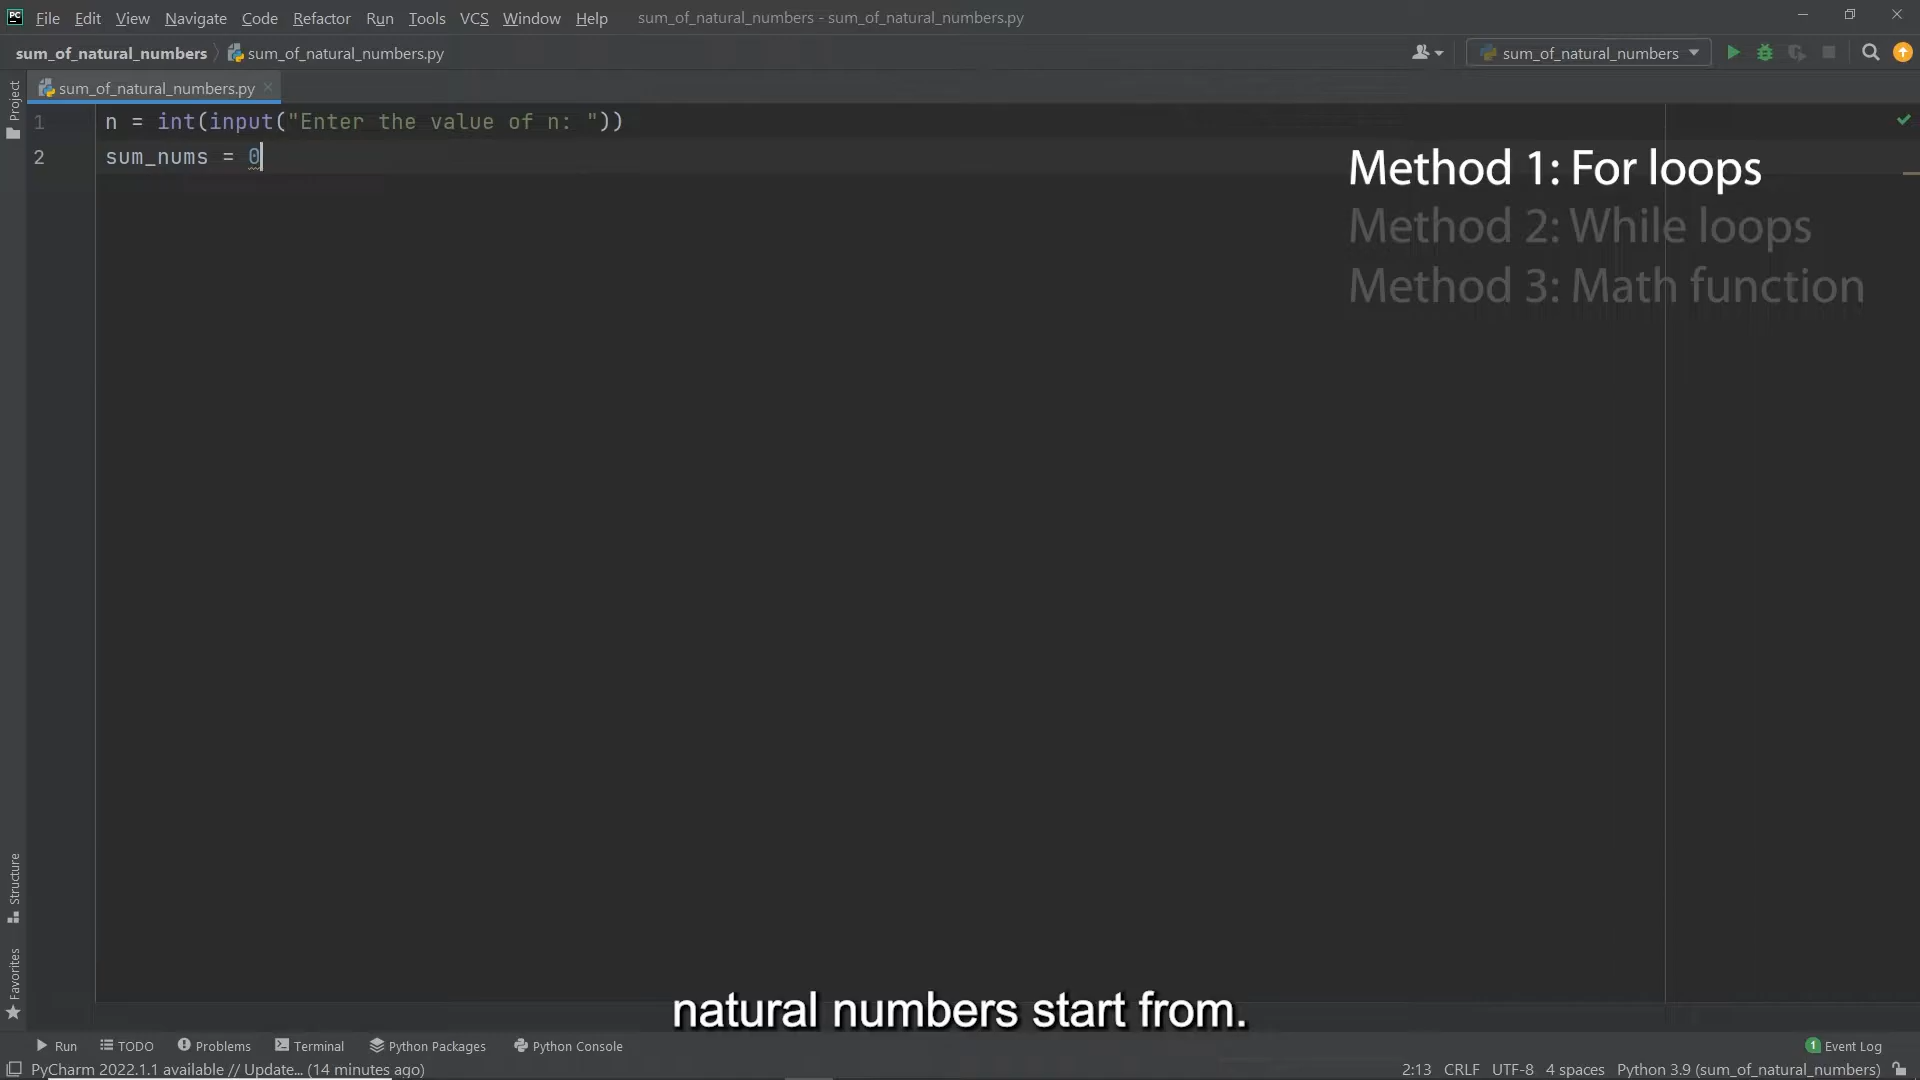 PC File Edit View Navigate Code Refactor Run Tools VCS Window Help sum_of_natural_numbers - sum_of_natural_numbers.py
sum_of_natural_numbers sum_of_natural_numbers.py sum_of_natural_numbers
Project
sum_of_natural_numbers.py
1 n = int(input("Enter the value of n: "))
2 sum_nums = 0
Method 1: For loops
Method 2: While loops
Method 3: Math function
Structure
Favorites
natural numbers start from.
Run TODO Problems Terminal Python Packages Python Console 1 Event Log
PyCharm 2022.1.1 available // Update... (14 minutes ago) 2:13 CRLF UTF-8 4 spaces Python 3.9 (sum_of_natural_numbers)